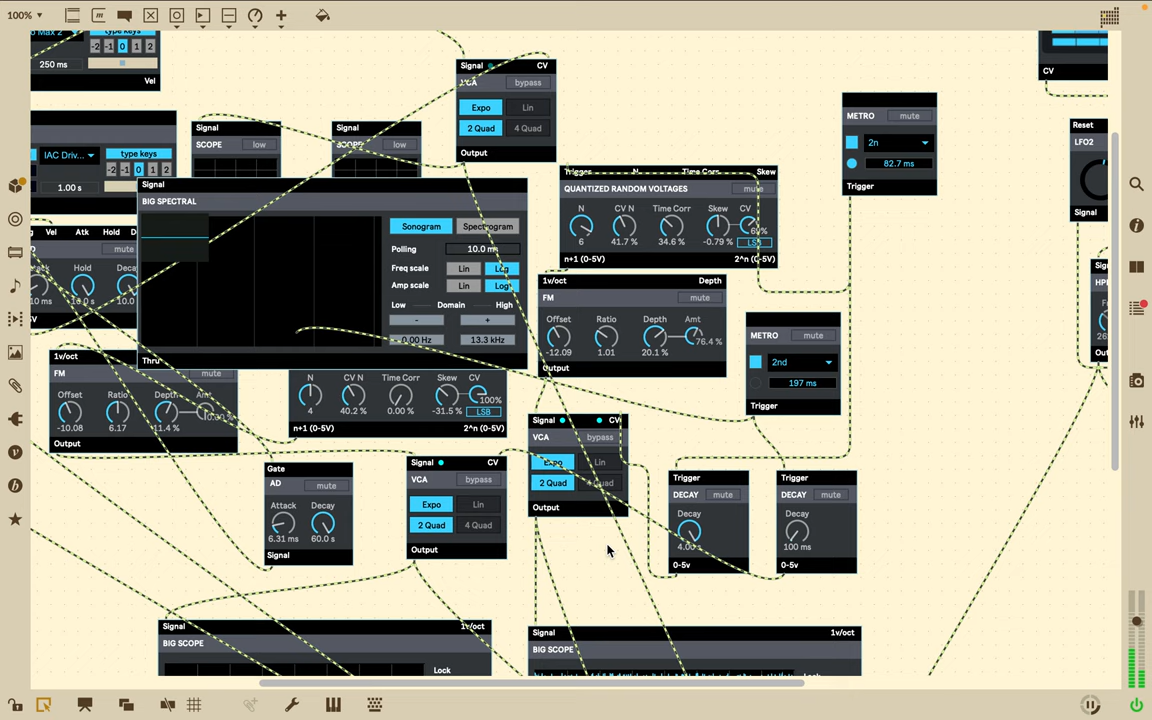 100%
Max 2
type keys
-2 -1 0 1 2
250 ms
Vel
Signal
CV
VCA
bypass
Expo
Lin
2 Quad
4 Quad
Output
CV
METRO
mute
2n
82.7 ms
Trigger
Reset
LFO2
Signal
IAC Driv...
type keys
-2 -1 0 1 2
1.00 s
Signal
SCOPE
low
Signal
SCOPE
low
Trigger
N
Time Corr
Skew
QUANTIZED RANDOM VOLTAGES
mute
N
CV N
Time Corr
Skew
CV
6
41.7 %
34.6 %
-0.79 %
LSB
n+1 (0-5V)
2^n (0-5V)
Signal
BIG SPECTRAL
Sonogram
Spectrogram
Polling
10.0 ms
Freq scale
Lin
Log
Amp scale
Lin
Log
Low
Domain
High
-
+
0.00 Hz
13.3 kHz
Thru
Vel
Atk
Hold
mute
Hold
10.0
1v/oct
Depth
FM
mute
Offset
Ratio
Depth
Amt
-12.09
1.01
20.1 %
76.4 %
Output
METRO
mute
2nd
197 ms
Trigger
1v/oct
FM
mute
Offset
Ratio
Depth
Amt
-10.08
6.17
11.4 %
Output
N
CV N
Time Corr
Skew
CV
4
40.2 %
0.00 %
-31.5 %
100%
LSB
n+1 (0-5V)
2^n (0-5V)
Signal
CV
VCA
bypass
Expo
Lin
2 Quad
4 Quad
Output
Gate
AD
mute
Attack
Decay
6.31 ms
60.0 s
Signal
Signal
CV
VCA
bypass
Expo
Lin
2 Quad
4 Quad
Output
Trigger
DECAY
mute
Decay
0-5v
Trigger
DECAY
mute
Decay
100 ms
0-5v
Signal
1v/oct
BIG SCOPE
Lock
Signal
1v/oct
BIG SCOPE